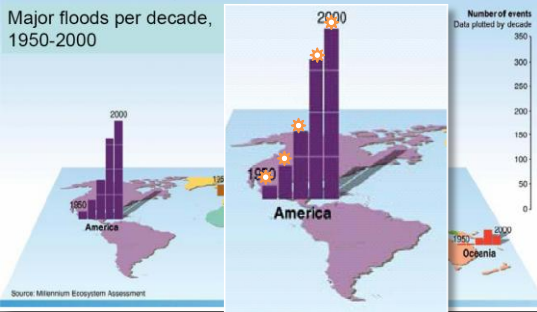 Major floods per decade,
1950-2000
2000
1950
America
Source: Millennium Ecosystem Assessment
2000
1950
America
Number of events
Data plotted by decade
350
300
250
200
150
100
50
0
195
1950
2000
Oceania